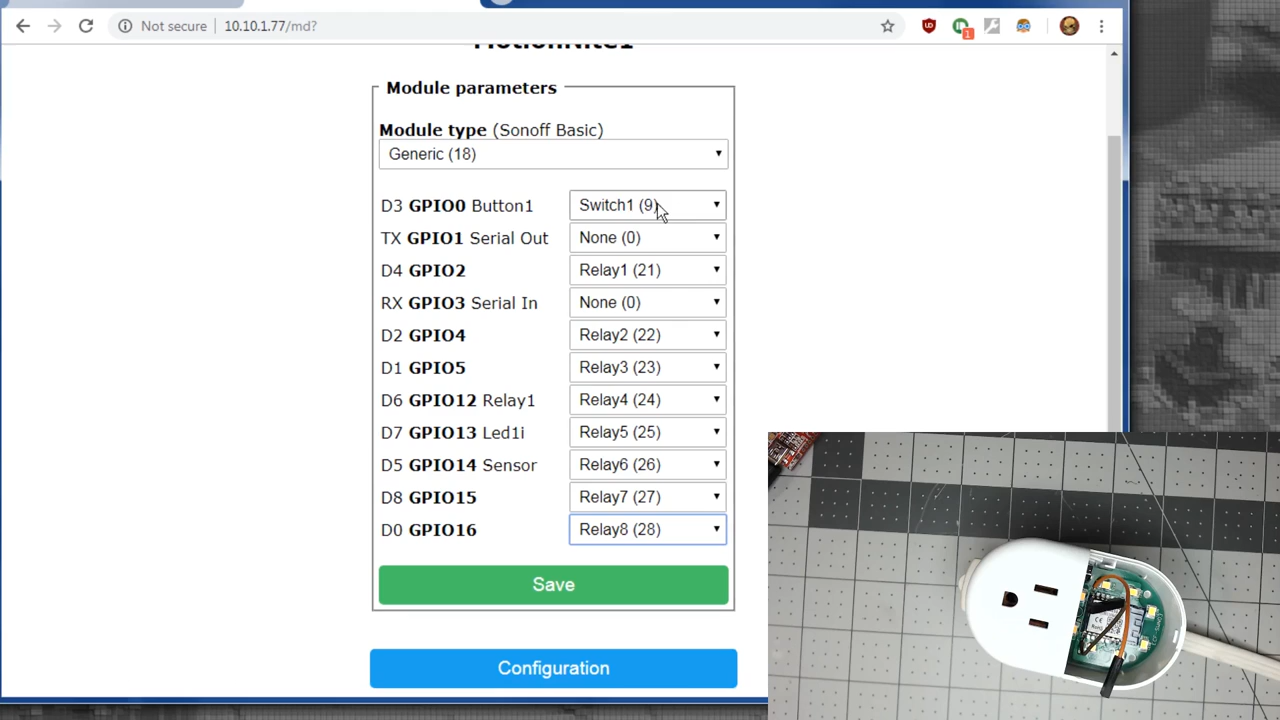 Not secure
10.10.1.77/md?
1
MotionNite1
Module parameters
Module type (Sonoff Basic)
Generic (18)
D3 GPIO0 Button1 Switch1 (9)
TX GPIO1 Serial Out None (0)
D4 GPIO2 Relay1 (21)
RX GPIO3 Serial In None (0)
D2 GPIO4 Relay2 (22)
D1 GPIO5 Relay3 (23)
D6 GPIO12 Relay1 Relay4 (24)
D7 GPIO13 Led1i Relay5 (25)
D5 GPIO14 Sensor Relay6 (26)
D8 GPIO15 Relay7 (27)
D0 GPIO16 Relay8 (28)
Save
Configuration